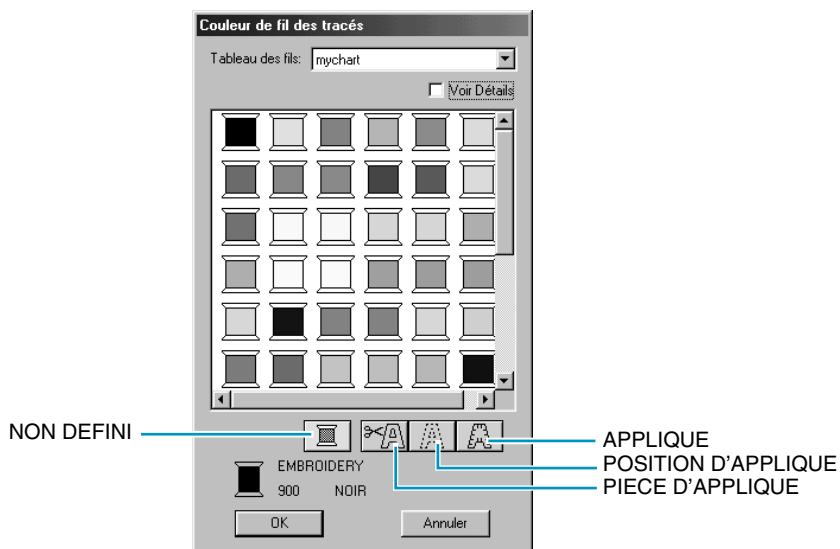 Couleur de fil des tracés
Tableau des fils: mychart
Voir Détails
NON DEFINI
APPLIQUE
POSITION D'APPLIQUE
PIECE D'APPLIQUE
EMBROIDERY
900 NOIR
OK Annuler